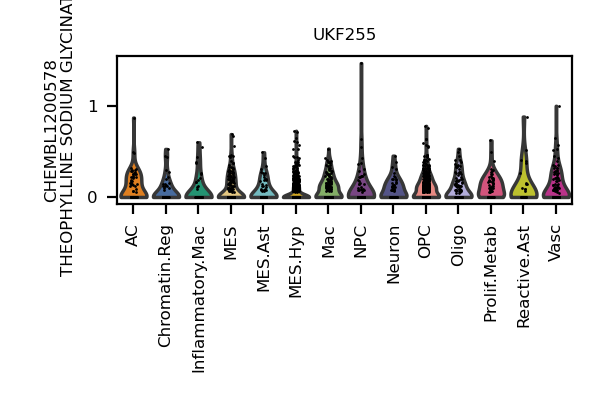 UKF255
CHEMBL1200578
THEOPHYLLINE SODIUM GLYCINAT
1
0
AC
Chromatin.Reg
Inflammatory.Mac
MES
MES.Ast
MES.Hyp
Mac
NPC
Neuron
OPC
Oligo
Prolif.Metab
Reactive.Ast
Vasc